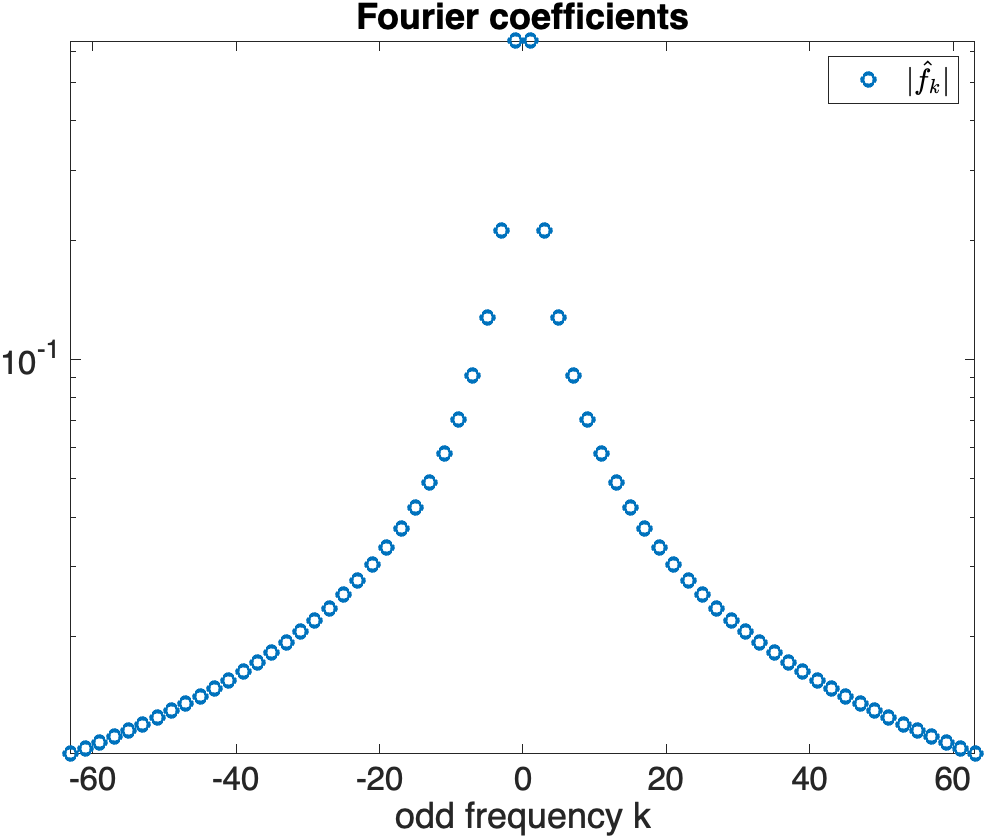 Fourier coefficients
|f̂ₖ|
10⁻¹
-60 -40 -20 0 20 40 60
odd frequency k